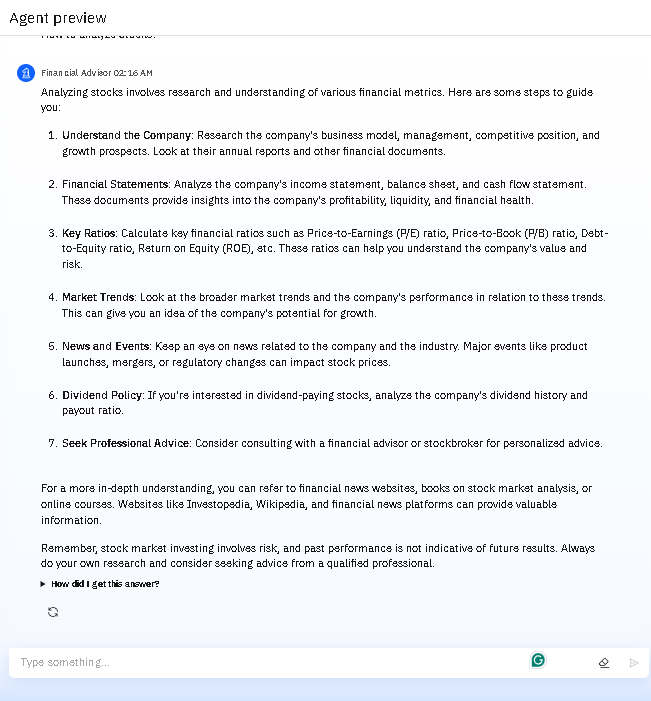 Agent preview
How to analyze stocks?
Financial Advisor 02:16 AM
Analyzing stocks involves research and understanding of various financial metrics. Here are some steps to guide
you:
1. Understand the Company: Research the company's business model, management, competitive position, and
growth prospects. Look at their annual reports and other financial documents.
2. Financial Statements: Analyze the company's income statement, balance sheet, and cash flow statement.
These documents provide insights into the company's profitability, liquidity, and financial health.
3. Key Ratios: Calculate key financial ratios such as Price-to-Earnings (P/E) ratio, Price-to-Book (P/B) ratio, Debt-
to-Equity ratio, Return on Equity (ROE), etc. These ratios can help you understand the company's value and
risk.
4. Market Trends: Look at the broader market trends and the company's performance in relation to these trends.
This can give you an idea of the company's potential for growth.
5. News and Events: Keep an eye on news related to the company and the industry. Major events like product
launches, mergers, or regulatory changes can impact stock prices.
6. Dividend Policy: If you're interested in dividend-paying stocks, analyze the company's dividend history and
payout ratio.
7. Seek Professional Advice: Consider consulting with a financial advisor or stockbroker for personalized advice.
For a more in-depth understanding, you can refer to financial news websites, books on stock market analysis, or
online courses. Websites like Investopedia, Wikipedia, and financial news platforms can provide valuable
information.
Remember, stock market investing involves risk, and past performance is not indicative of future results. Always
do your own research and consider seeking advice from a qualified professional.
How did I get this answer?
Type something...